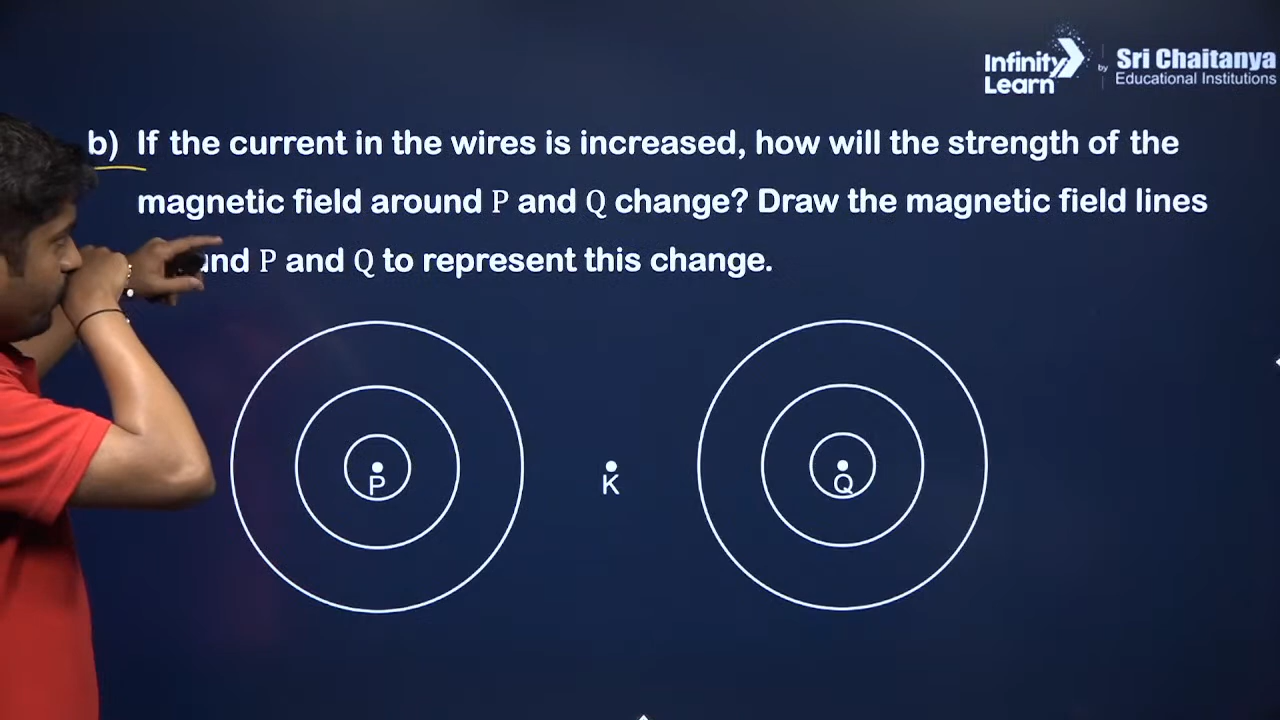 Infinity
Learn
by
Sri Chaitanya
Educational Institutions
b) If the current in the wires is increased, how will the strength of the
magnetic field around P and Q change? Draw the magnetic field lines
und P and Q to represent this change.
P
K
Q